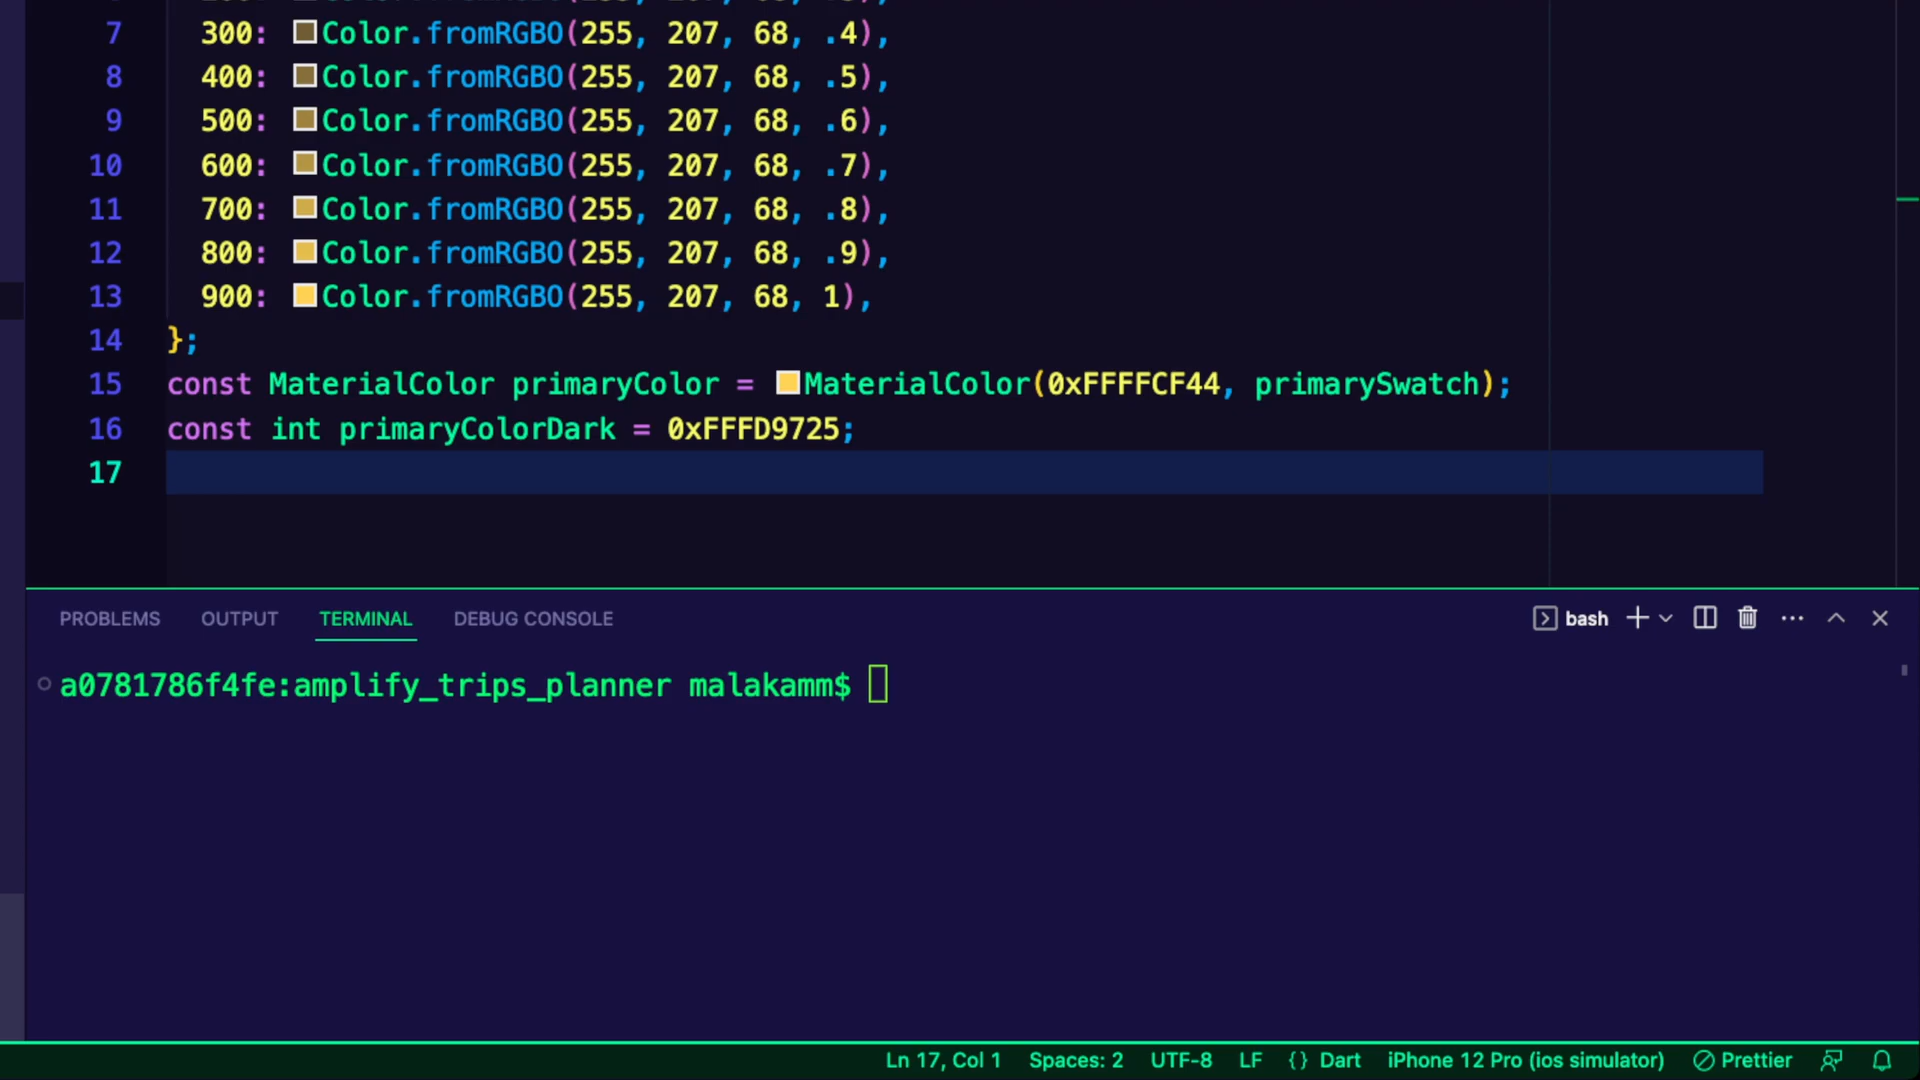 7 300: Color.fromRGBO(255, 207, 68, .4),
8 400: Color.fromRGBO(255, 207, 68, .5),
9 500: Color.fromRGBO(255, 207, 68, .6),
10 600: Color.fromRGBO(255, 207, 68, .7),
11 700: Color.fromRGBO(255, 207, 68, .8),
12 800: Color.fromRGBO(255, 207, 68, .9),
13 900: Color.fromRGBO(255, 207, 68, 1),
14 };
15 const MaterialColor primaryColor = MaterialColor(0xFFFFCF44, primarySwatch);
16 const int primaryColorDark = 0xFFFD9725;
17
PROBLEMS OUTPUT TERMINAL DEBUG CONSOLE bash
a0781786f4fe:amplify_trips_planner malakamm$
Ln 17, Col 1 Spaces: 2 UTF-8 LF {} Dart iPhone 12 Pro (ios simulator) Prettier